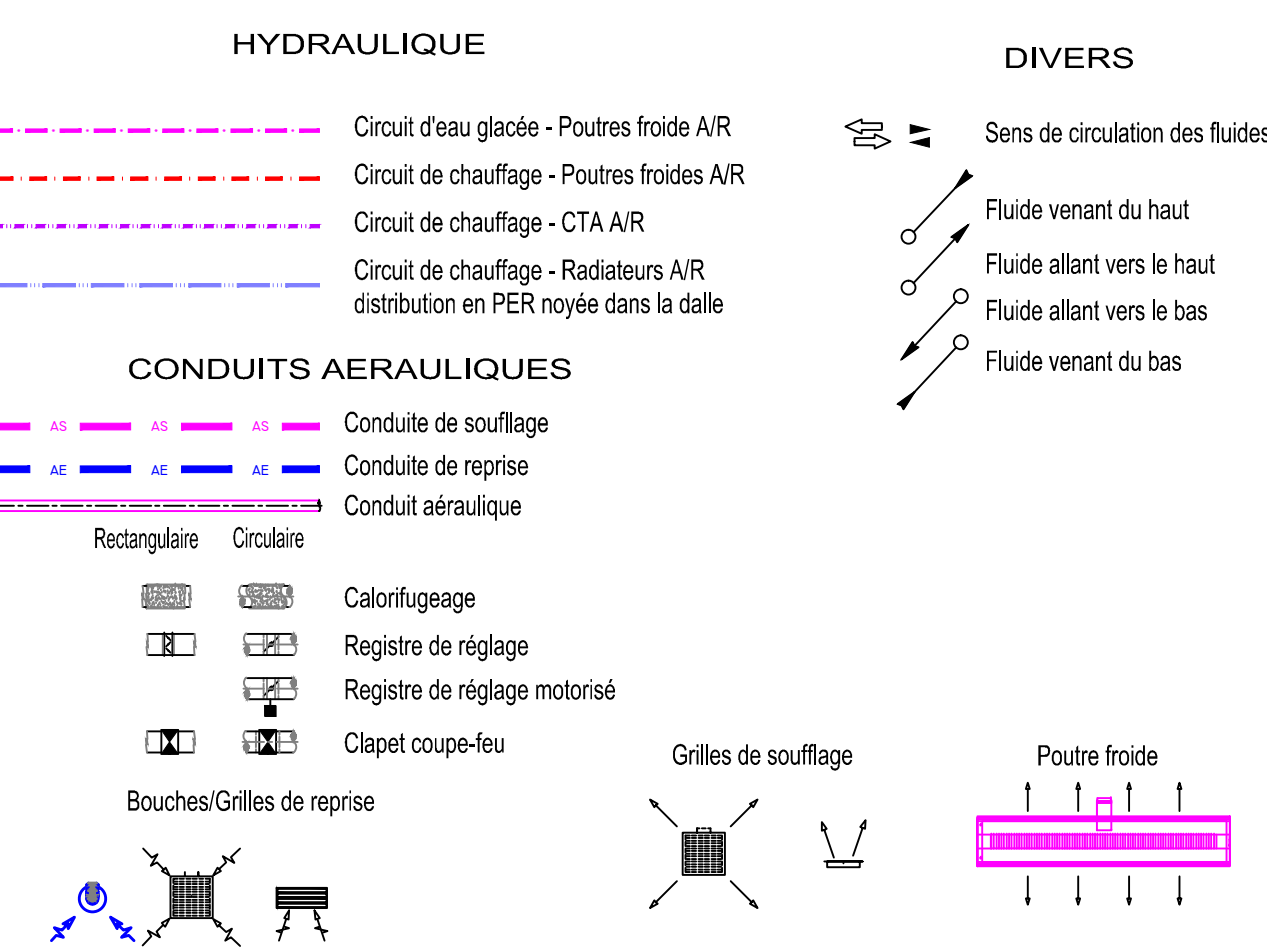 HYDRAULIQUE
Circuit d'eau glacée - Poutres froide A/R
Circuit de chauffage - Poutres froides A/R
Circuit de chauffage - CTA A/R
Circuit de chauffage - Radiateurs A/R
distribution en PER noyée dans la dalle
DIVERS
Sens de circulation des fluides
Fluide venant du haut
Fluide allant vers le haut
Fluide allant vers le bas
Fluide venant du bas
CONDUITS AERAULIQUES
AS AS AS Conduite de soufllage
AE AE AE Conduite de reprise
Conduit aéraulique
Rectangulaire Circulaire
Calorifugeage
Registre de réglage
Registre de réglage motorisé
Clapet coupe-feu
Bouches/Grilles de reprise
Grilles de soufflage
Poutre froide